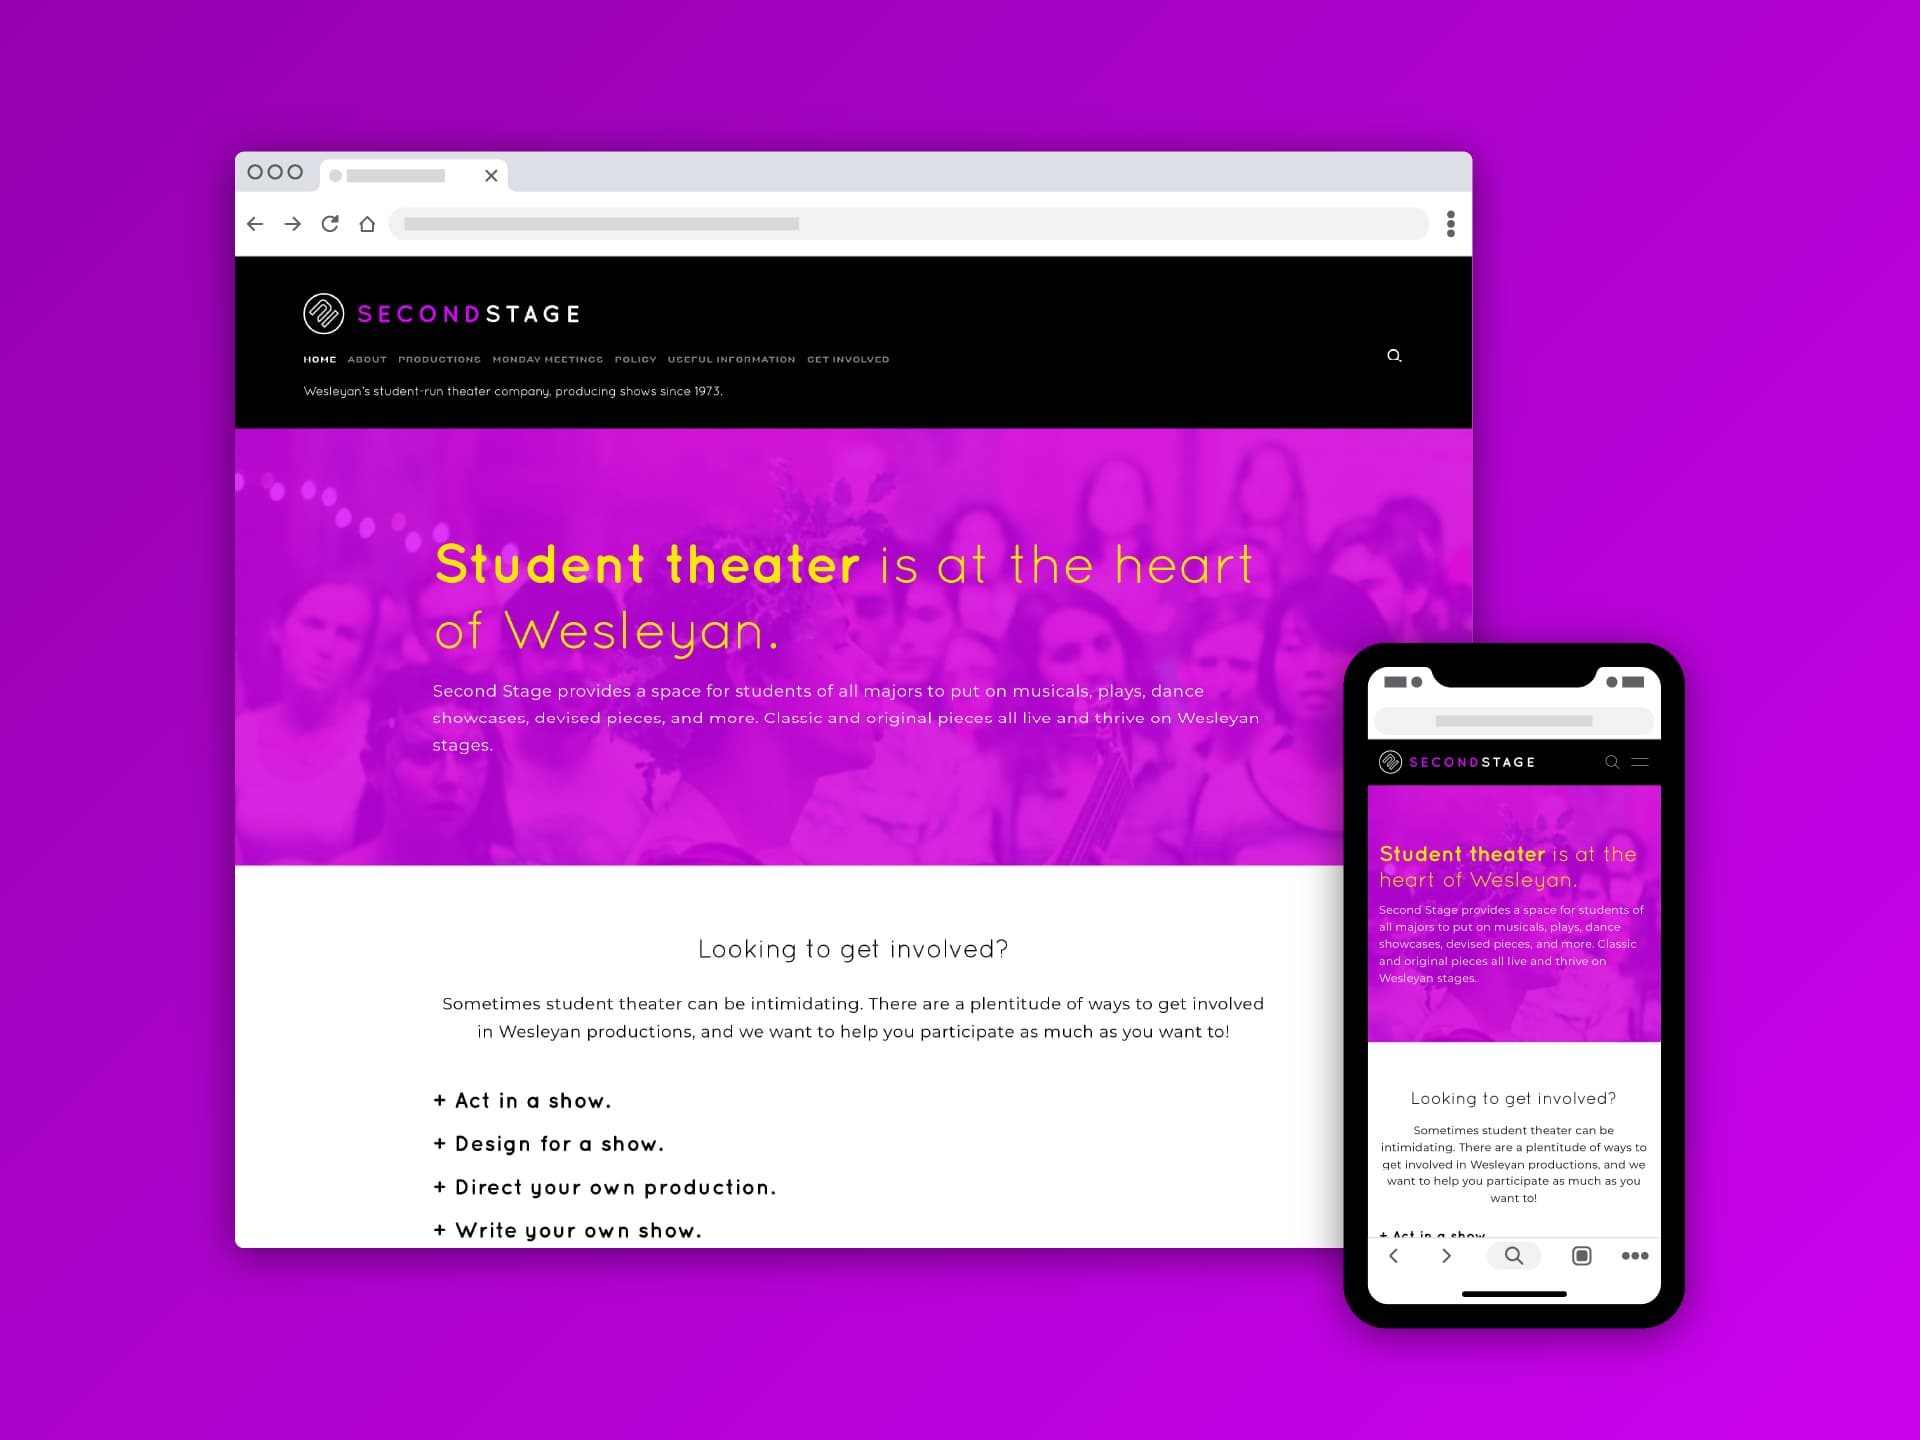 SECONDSTAGE
HOME ABOUT PRODUCTIONS MONDAY MEETINGS POLICY USEFUL INFORMATION GET INVOLVED
Wesleyan's student-run theater company, producing shows since 1973.
Student theater is at the heart
of Wesleyan.
Second Stage provides a space for students of all majors to put on musicals, plays, dance
showcases, devised pieces, and more. Classic and original pieces all live and thrive on Wesleyan
stages.
Looking to get involved?
Sometimes student theater can be intimidating. There are a plentitude of ways to get involved
in Wesleyan productions, and we want to help you participate as much as you want to!
+ Act in a show.
+ Design for a show.
+ Direct your own production.
+ Write your own show.
SECONDSTAGE
Student theater is at the
heart of Wesleyan.
Second Stage provides a space for students of
all majors to put on musicals, plays, dance
showcases, devised pieces, and more. Classic
and original pieces all live and thrive on
Wesleyan stages.
Looking to get involved?
Sometimes student theater can be
intimidating. There are a plentitude of ways to
get involved in Wesleyan productions, and we
want to help you participate as much as you
want to!
+ Act in a show